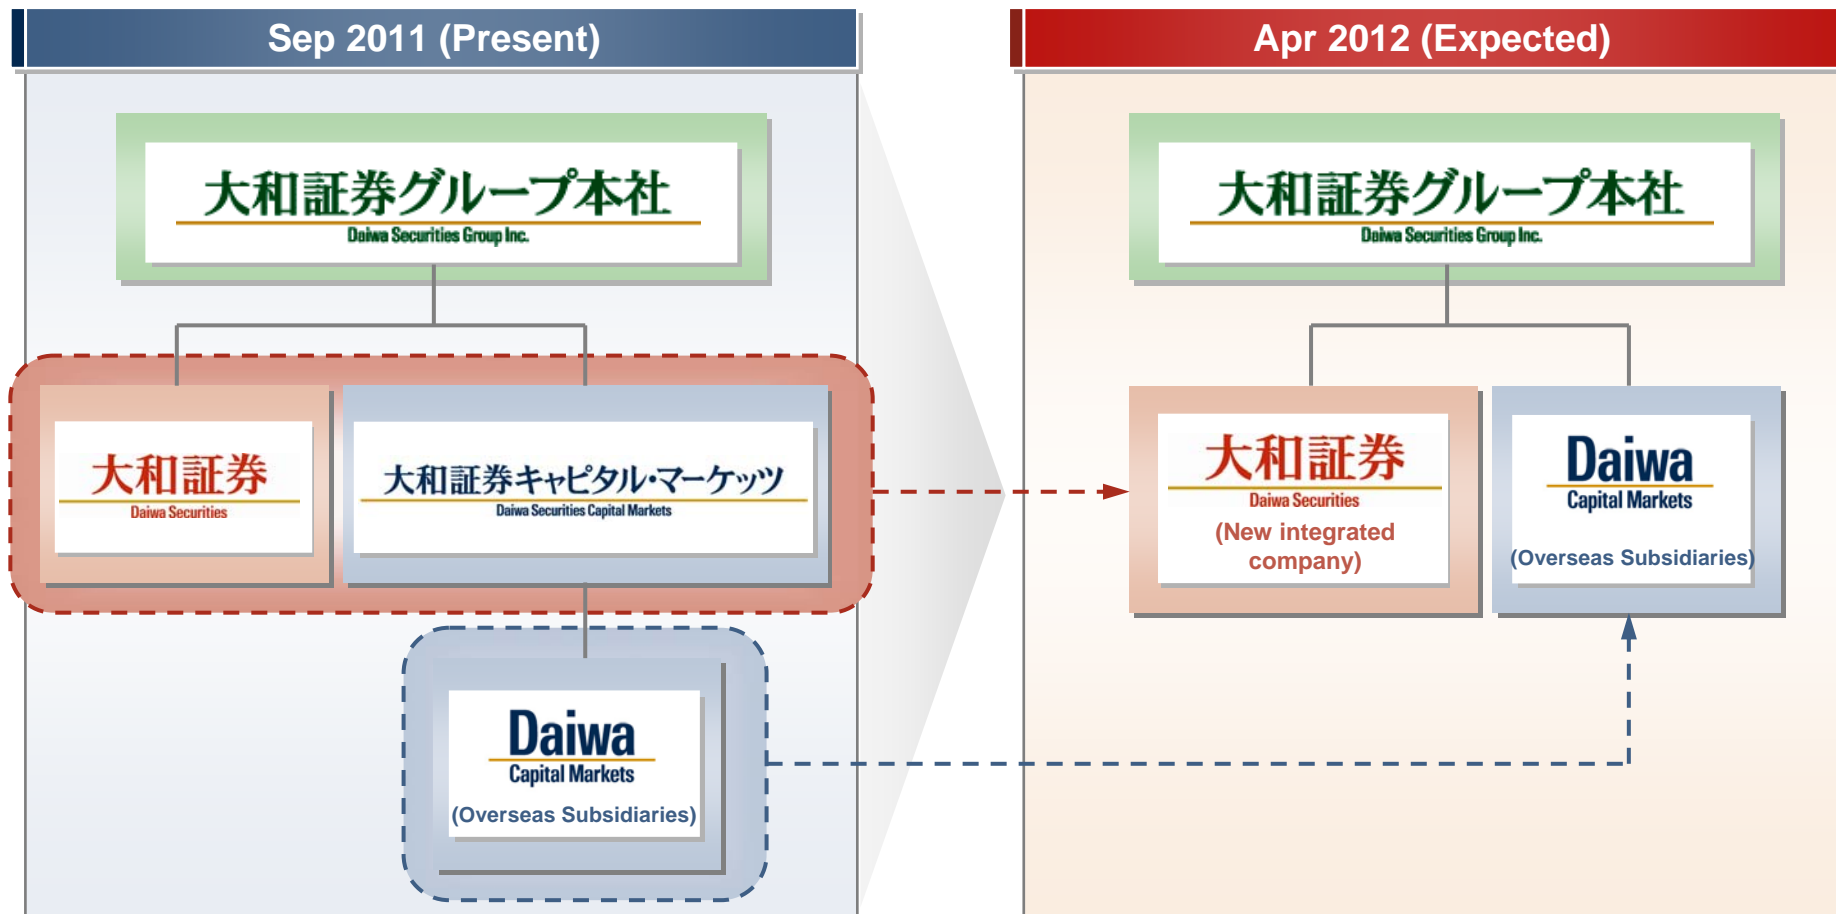 Sep 2011 (Present)
大和証券グループ本社
Daiwa Securities Group Inc.
大和証券
Daiwa Securities
大和証券キャピタル・マーケッツ
Daiwa Securities Capital Markets
Daiwa
Capital Markets
(Overseas Subsidiaries)
Apr 2012 (Expected)
大和証券グループ本社
Daiwa Securities Group Inc.
大和証券
Daiwa Securities
(New integrated
company)
Daiwa
Capital Markets
(Overseas Subsidiaries)